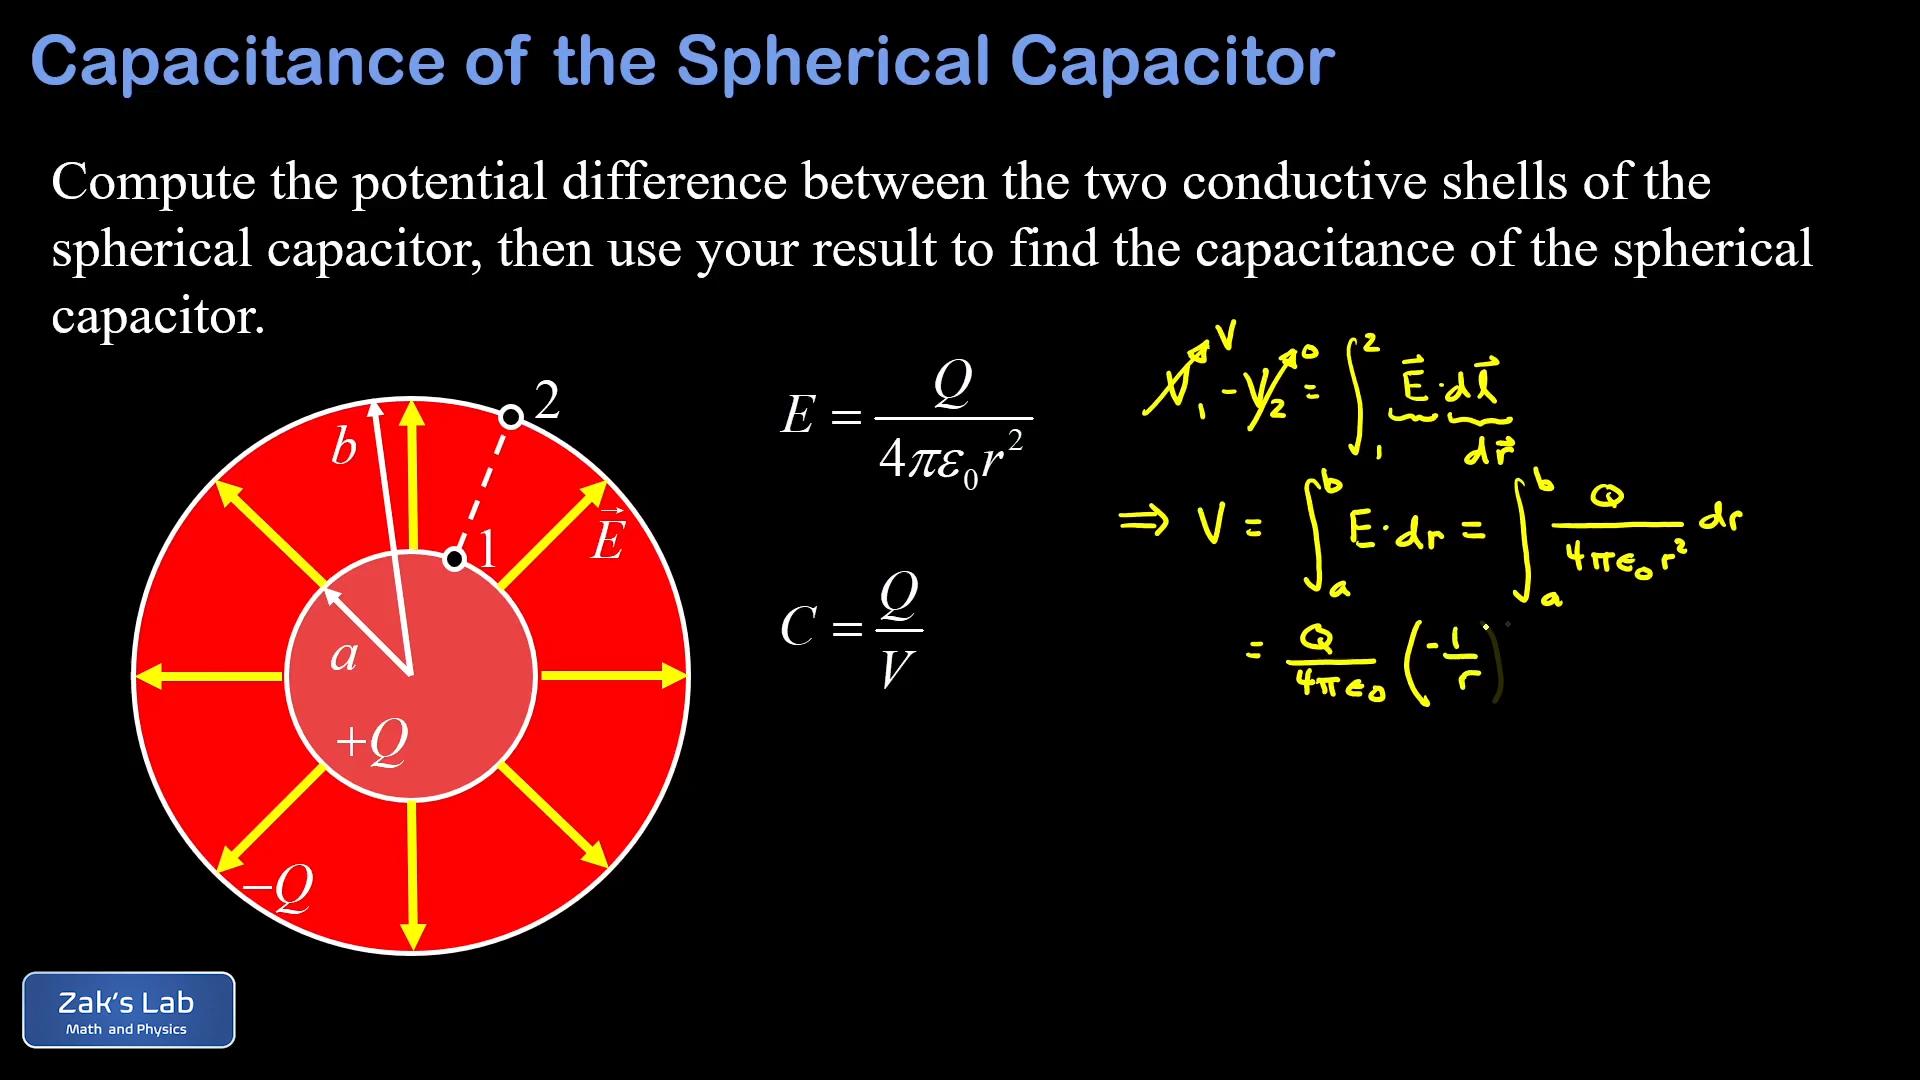 Capacitance of the Spherical Capacitor
Compute the potential difference between the two conductive shells of the
spherical capacitor, then use your result to find the capacitance of the spherical
capacitor.
V₁ → V - V₂ → 0 = ∫₁² E⃗ · dl⃗
dr⃗
E = Q / (4πε₀r²)
⇒ V = ∫ₐᵇ E · dr = ∫ₐᵇ Q / (4πε₀r²) dr
C = Q / V
= Q / (4πε₀) (-1/r)
2
b
1
E⃗
a
+Q
−Q
Zak's Lab
Math and Physics